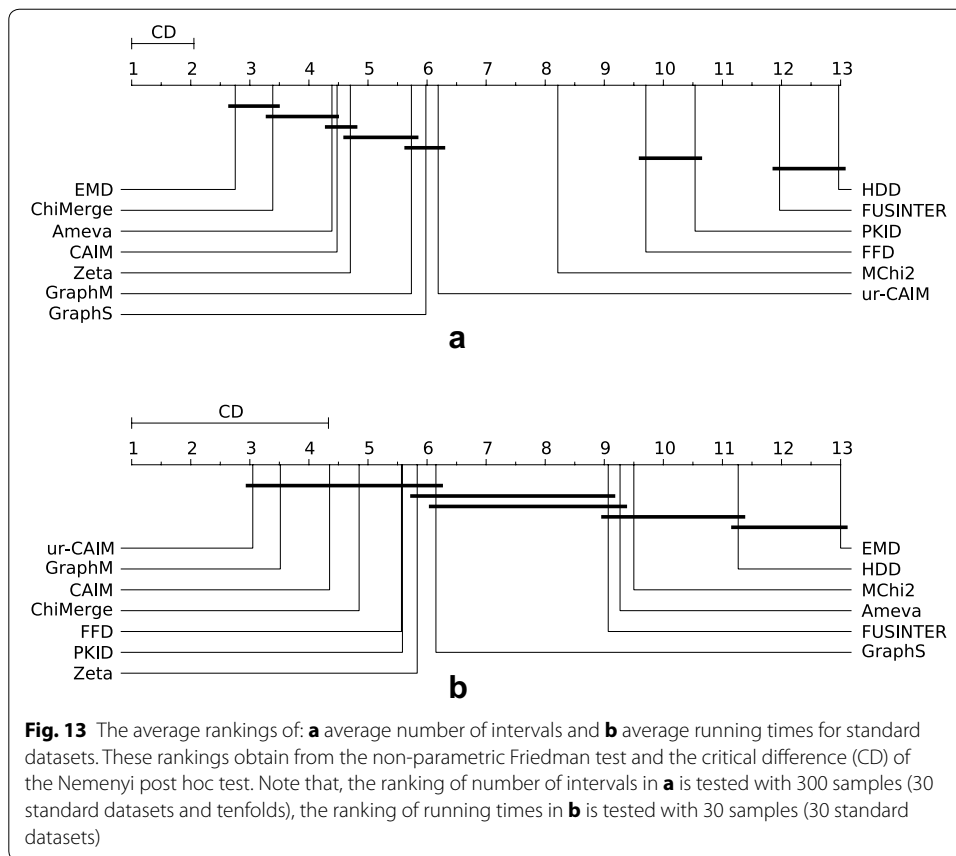 CD
1 2 3 4 5 6 7 8 9 10 11 12 13
EMD HDD
ChiMerge FUSINTER
Ameva PKID
CAIM FFD
Zeta MChi2
GraphM ur-CAIM
GraphS
a
CD
1 2 3 4 5 6 7 8 9 10 11 12 13
ur-CAIM EMD
GraphM HDD
CAIM MChi2
ChiMerge Ameva
FFD FUSINTER
PKID GraphS
Zeta
b
Fig. 13 The average rankings of: a average number of intervals and b average running times for standard
datasets. These rankings obtain from the non-parametric Friedman test and the critical difference (CD) of
the Nemenyi post hoc test. Note that, the ranking of number of intervals in a is tested with 300 samples (30
standard datasets and tenfolds), the ranking of running times in b is tested with 30 samples (30 standard
datasets)